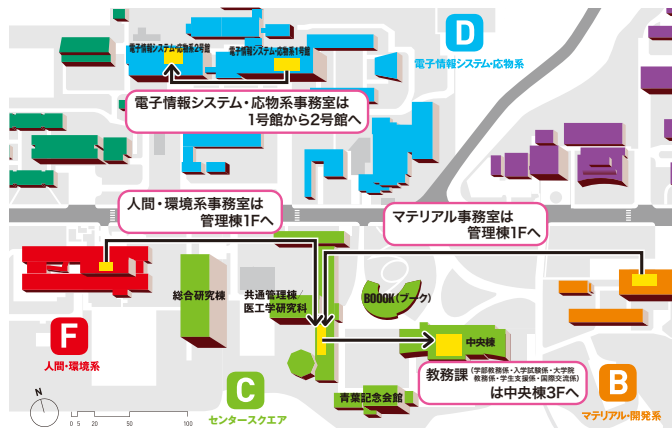 電子情報システム・応物系2号館
電子情報システム・応物系1号館
D
電子情報システム・応物系
電子情報システム・応物系事務室は
1号館から2号館へ
人間・環境系事務室は
管理棟1Fへ
マテリアル事務室は
管理棟1Fへ
総合研究棟
共通管理棟/
医工学研究科
BOOOK(ブーク)
中央棟
F
人間・環境系
教務課(学部教務係・入学試験係・大学院
教務係・学生支援係・国際交流係)
は中央棟3Fへ
C
センタースクエア
青葉記念会館
B
マテリアル・開発系
N
0 5 20 50 100